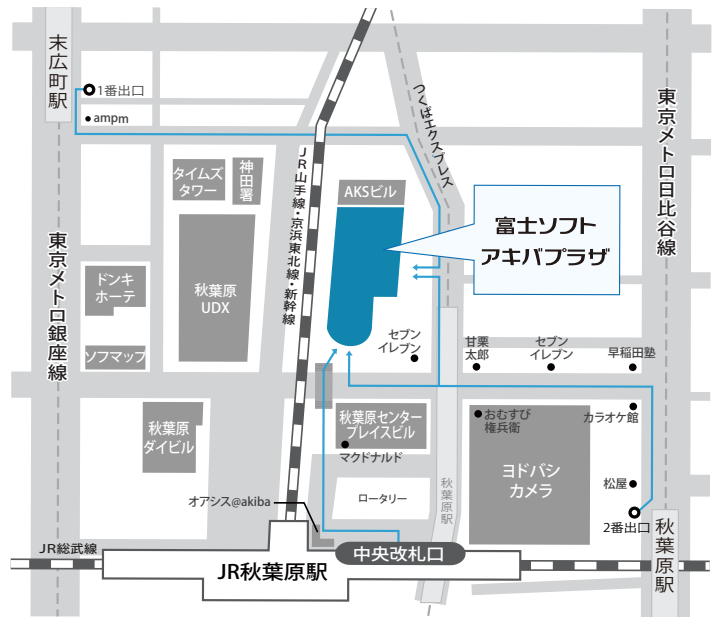 末広町駅
1番出口
ampm
東京メトロ銀座線
タイムズ
タワー
神田署
JR山手線・京浜東北線・新幹線
AKSビル
つくばエクスプレス
東京メトロ日比谷線
富士ソフト
アキバプラザ
ドンキ
ホーテ
秋葉原
UDX
ソフマップ
セブン
イレブン
甘栗
太郎
セブン
イレブン
早稲田塾
秋葉原
ダイビル
秋葉原センター
プレイスビル
マクドナルド
おむすび
権兵衛
カラオケ館
ヨドバシ
カメラ
松屋
2番出口
オアシス@akiba
ロータリー
秋葉原駅
秋葉原駅
JR総武線
中央改札口
JR秋葉原駅